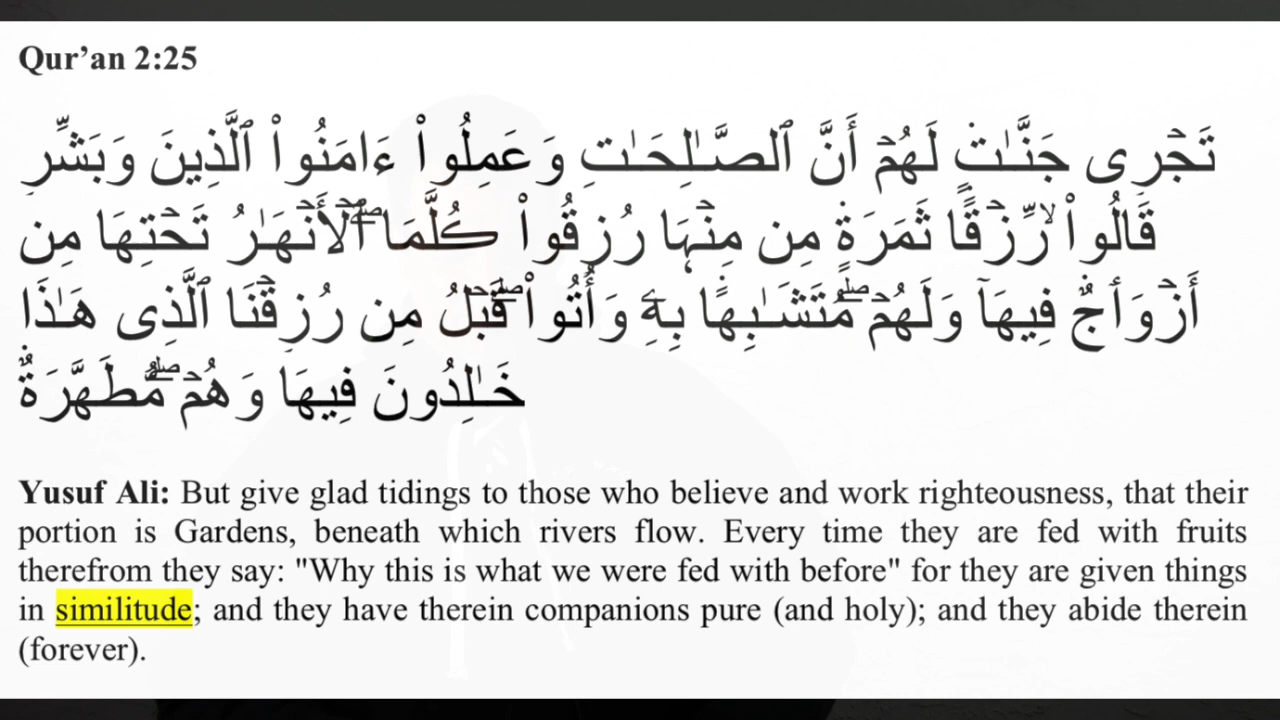 Qur’an 2:25
تَجۡرِى جَنَّـٰتٍ۬ لَهُمۡ أَنَّ ٱلصَّـٰلِحَـٰتِ وَعَمِلُواْ ءَامَنُواْ ٱلَّذِينَ وَبَشِّرِ
قَالُواْ‌ۙ رِّزۡقً۬ا ثَمَرَةٍ۬ مِن مِنۡہَا رُزِقُواْ ڪُلَّمَا‌ۖ ٱلۡأَنۡهَـٰرُ تَحۡتِهَا مِن
أَزۡوَٲجٌ۬ فِيهَآ وَلَهُمۡ‌ۖ مُتَشَـٰبِهً۬ا بِهِۦ وَأُتُواْ‌ۖ قَبۡلُ مِن رُزِقۡنَا ٱلَّذِى هَـٰذَا
خَـٰلِدُونَ فِيهَا وَهُمۡ‌ۖ مُّطَهَّرَةٌ۬
Yusuf Ali: But give glad tidings to those who believe and work righteousness, that their
portion is Gardens, beneath which rivers flow. Every time they are fed with fruits
therefrom they say: "Why this is what we were fed with before" for they are given things
in similitude; and they have therein companions pure (and holy); and they abide therein
(forever).